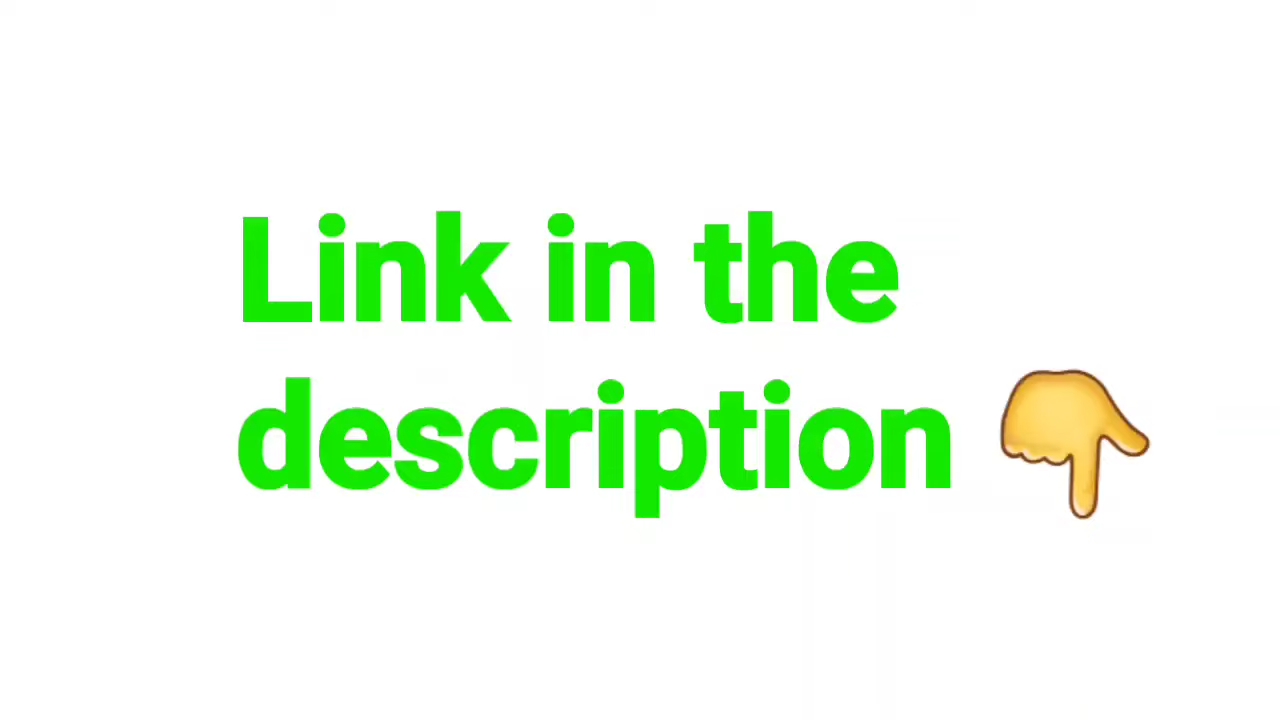 Link in the
description 👇